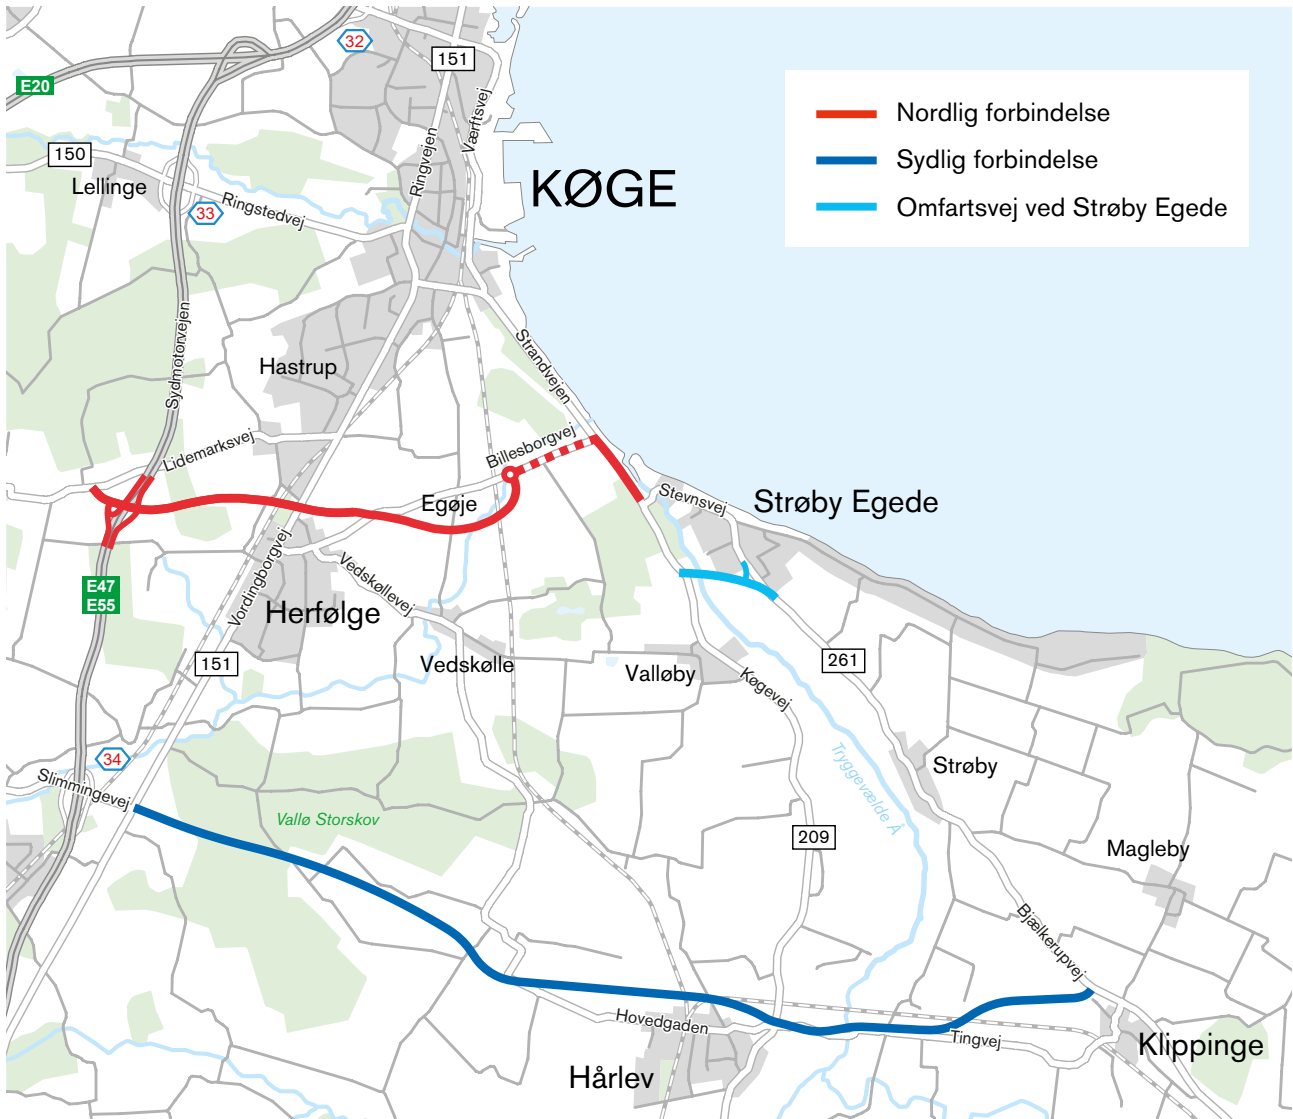 32
151
E20
Nordlig forbindelse
Sydlig forbindelse
Omfartsvej ved Strøby Egede
Værftsvej
Ringvejen
150
Lellinge
33
Ringstedvej
KØGE
Sydmotorvejen
Hastrup
Strandvejen
Lidemarksvej
Billesborgvej
Egøje
Stevnsvej
Strøby Egede
Vordingborgvej
Vedskøllevej
E47
E55
Herfølge
151
Vedskølle
Valløby
Køgevej
261
34
Slimmingevej
Tryggevælde Å
Strøby
Vallø Storskov
209
Magleby
Bjælkerupvej
Hovedgaden
Tingvej
Klippinge
Hårlev